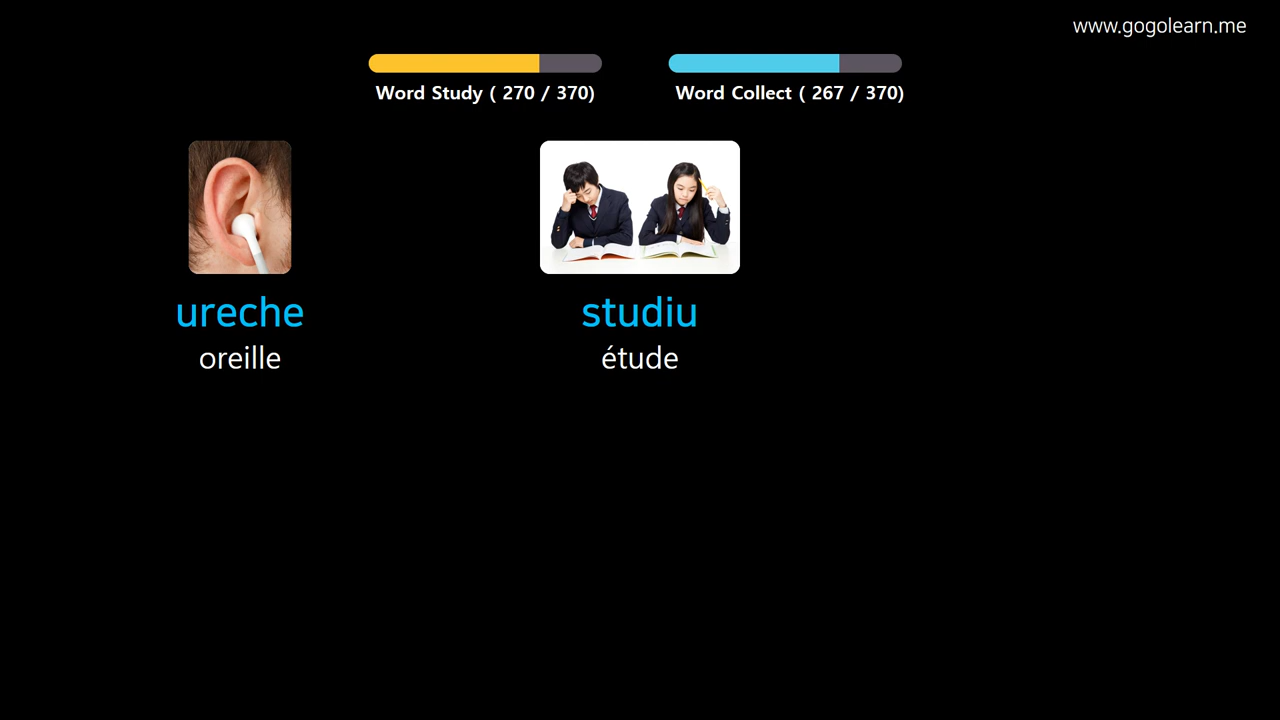 www.gogolearn.me
Word Study ( 270 / 370)
Word Collect ( 267 / 370)
ureche
oreille
studiu
étude